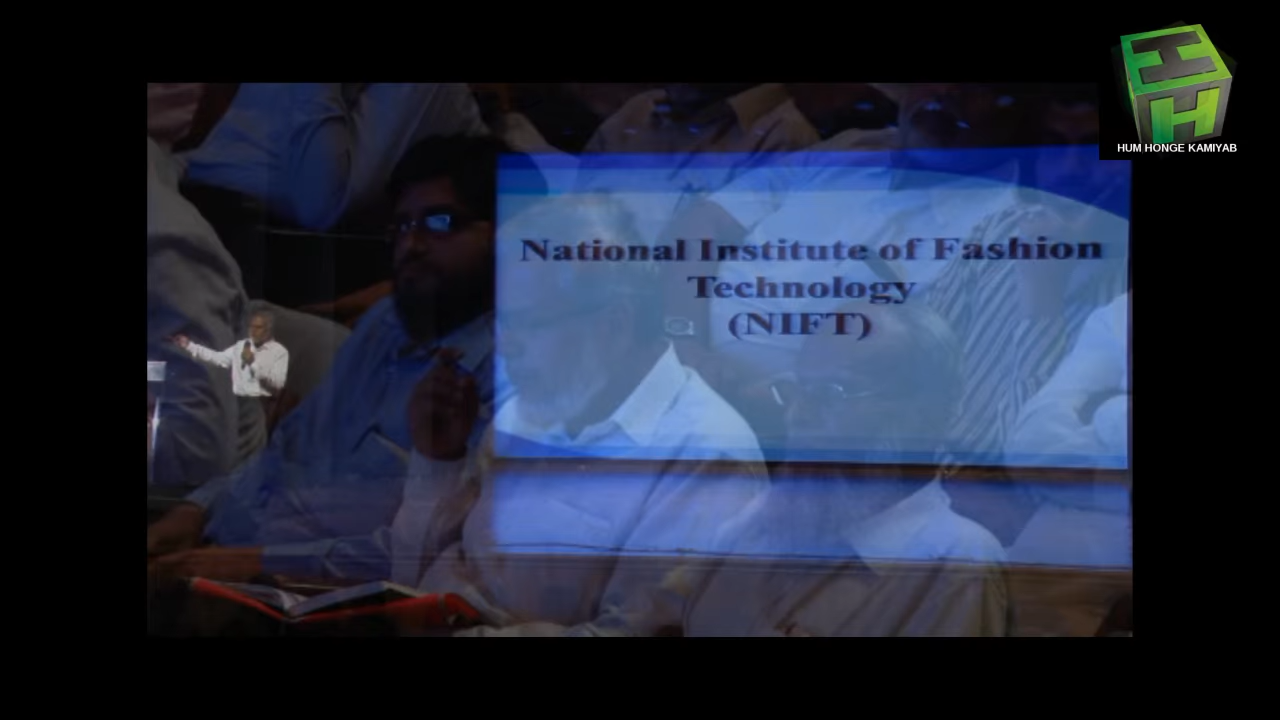 H
H
HUM HONGE KAMIYAB
National Institute of Fashion
Technology
(NIFT)